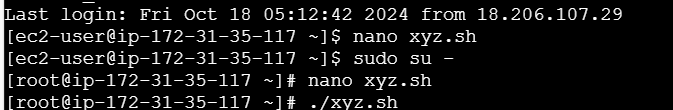 Last login: Fri Oct 18 05:12:42 2024 from 18.206.107.29
[ec2-user@ip-172-31-35-117 ~]$ nano xyz.sh
[ec2-user@ip-172-31-35-117 ~]$ sudo su -
[root@ip-172-31-35-117 ~]# nano xyz.sh
[root@ip-172-31-35-117 ~]# ./xyz.sh